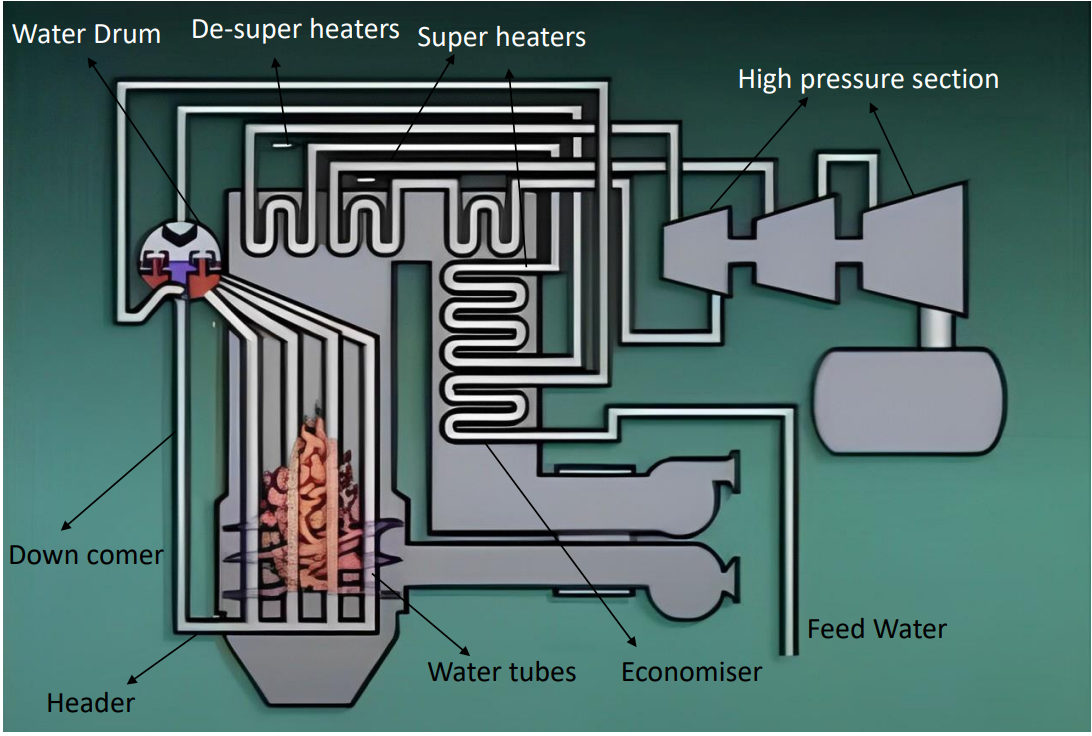 Water Drum
De-super heaters
Super heaters
High pressure section
Down comer
Feed Water
Water tubes
Economiser
Header